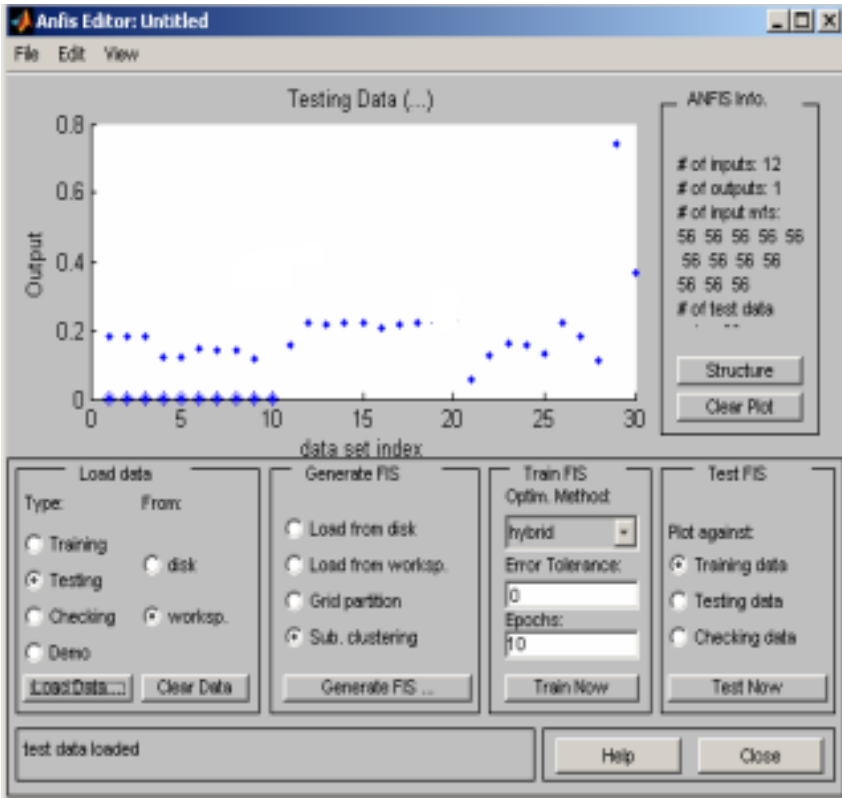 Anfis Editor: Untitled
File Edit View
Testing Data (...)
0.8
0.6
0.4
0.2
0
Output
0 5 10 15 20 25 30
data set index
ANFIS Info.
# of inputs: 12
# of outputs: 1
# of input mfs:
56 56 56 56 56
56 56 56 56
56 56 56
# of test data
Structure
Clear Plot
Load data
Type: From:
Training
Testing
Checking
Demo
disk
worksp.
Load Data...
Clear Data
Generate FIS
Load from disk
Load from worksp.
Grid partition
Sub. clustering
Generate FIS ...
Train FIS
Optim. Method:
hybrid
Error Tolerance:
0
Epochs:
10
Train Now
Test FIS
Plot against:
Training data
Testing data
Checking data
Test Now
test data loaded
Help
Close